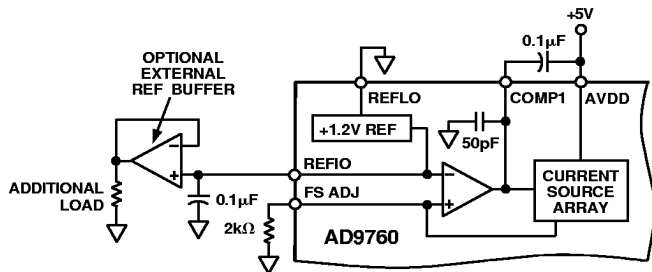 +5V
0.1µF
OPTIONAL
EXTERNAL
REF BUFFER
REFLO
COMP1
AVDD
+1.2V REF
50pF
–
+
REFIO
–
+
ADDITIONAL
LOAD
0.1µF
FS ADJ
CURRENT
SOURCE
ARRAY
2kΩ
AD9760